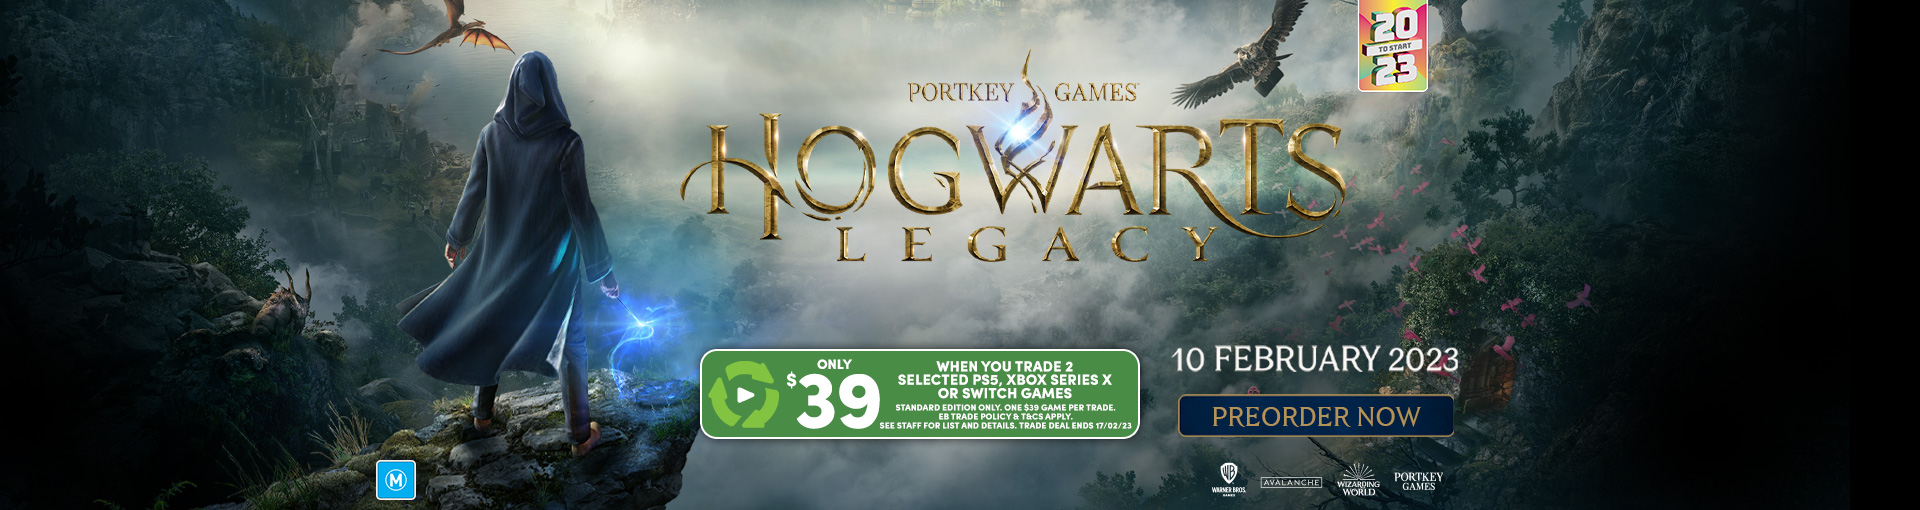 20
TO START
23
PORTKEY GAMES
HOGWARTS
LEGACY
ONLY
$39
WHEN YOU TRADE 2
SELECTED PS5, XBOX SERIES X
OR SWITCH GAMES
STANDARD EDITION ONLY. ONE $39 GAME PER TRADE.
EB TRADE POLICY & T&CS APPLY.
SEE STAFF FOR LIST AND DETAILS. TRADE DEAL ENDS 17/02/23
10 FEBRUARY 2023
PREORDER NOW
M
WB
WARNER BROS.
GAMES
AVALANCHE
WIZARDING
WORLD
PORTKEY
GAMES